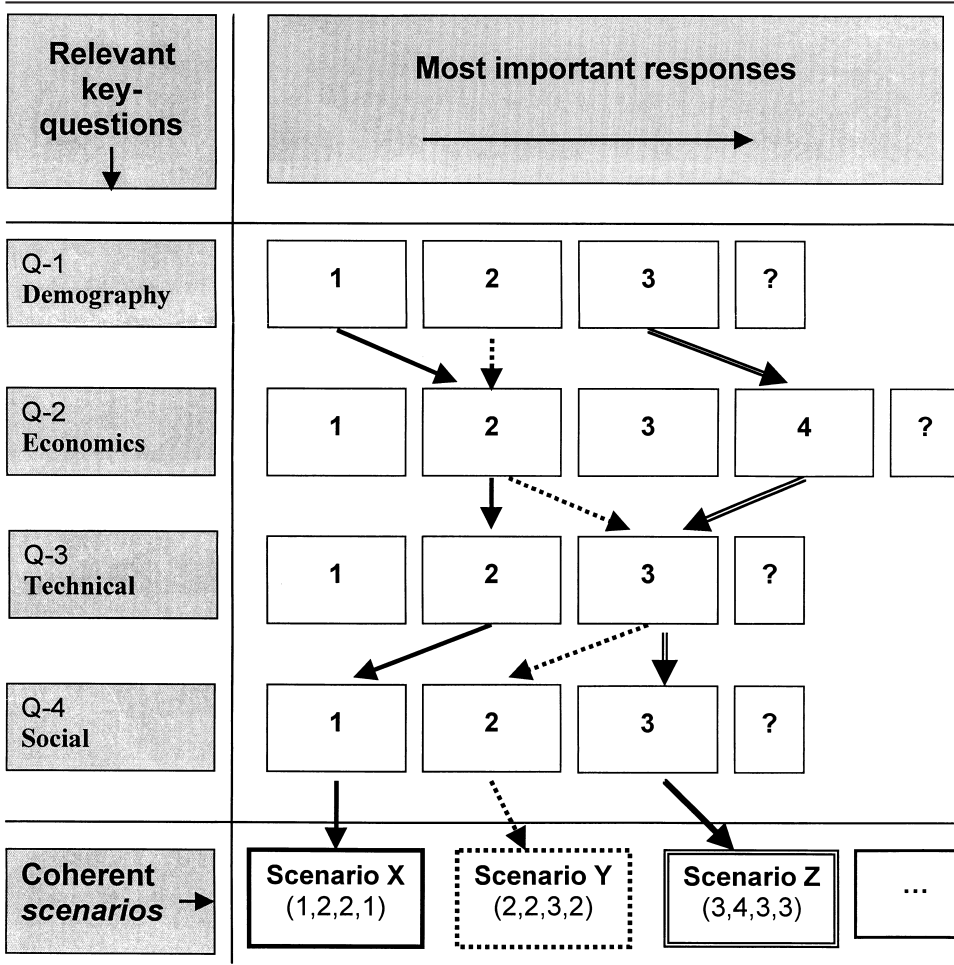 Relevant
key-
questions
Most important responses
Q-1
Demography
1
2
3
?
Q-2
Economics
1
2
3
4
?
Q-3
Technical
1
2
3
?
Q-4
Social
1
2
3
?
Coherent
scenarios
Scenario X
(1,2,2,1)
Scenario Y
(2,2,3,2)
Scenario Z
(3,4,3,3)
...